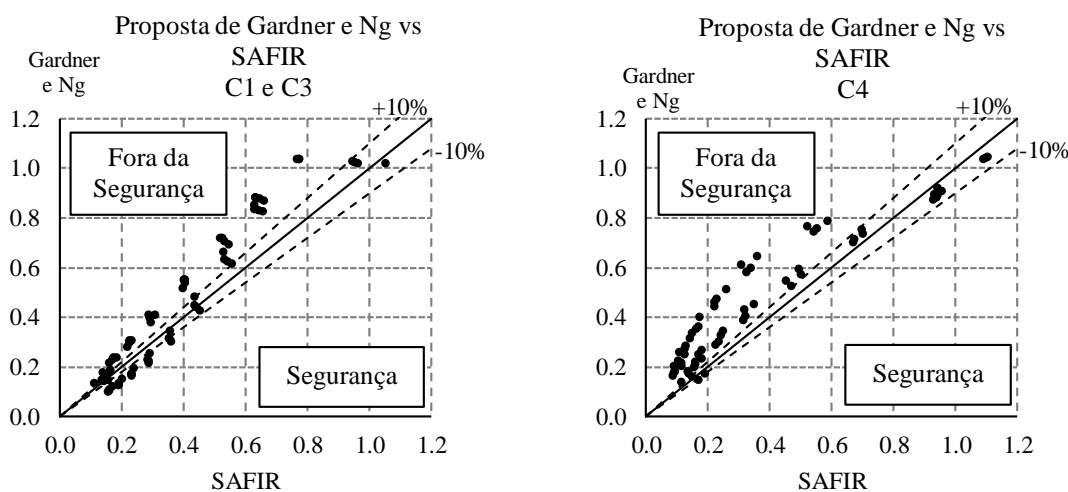 Proposta de Gardner e Ng vs
SAFIR
C1 e C3
Gardner
e Ng
+10%
-10%
1.2
1.0
0.8
0.6
0.4
0.2
0.0
Fora da
Segurança
Segurança
0.0 0.2 0.4 0.6 0.8 1.0 1.2
SAFIR
Proposta de Gardner e Ng vs
SAFIR
C4
Gardner
e Ng
+10%
-10%
1.2
1.0
0.8
0.6
0.4
0.2
0.0
Fora da
Segurança
Segurança
0.0 0.2 0.4 0.6 0.8 1.0 1.2
SAFIR